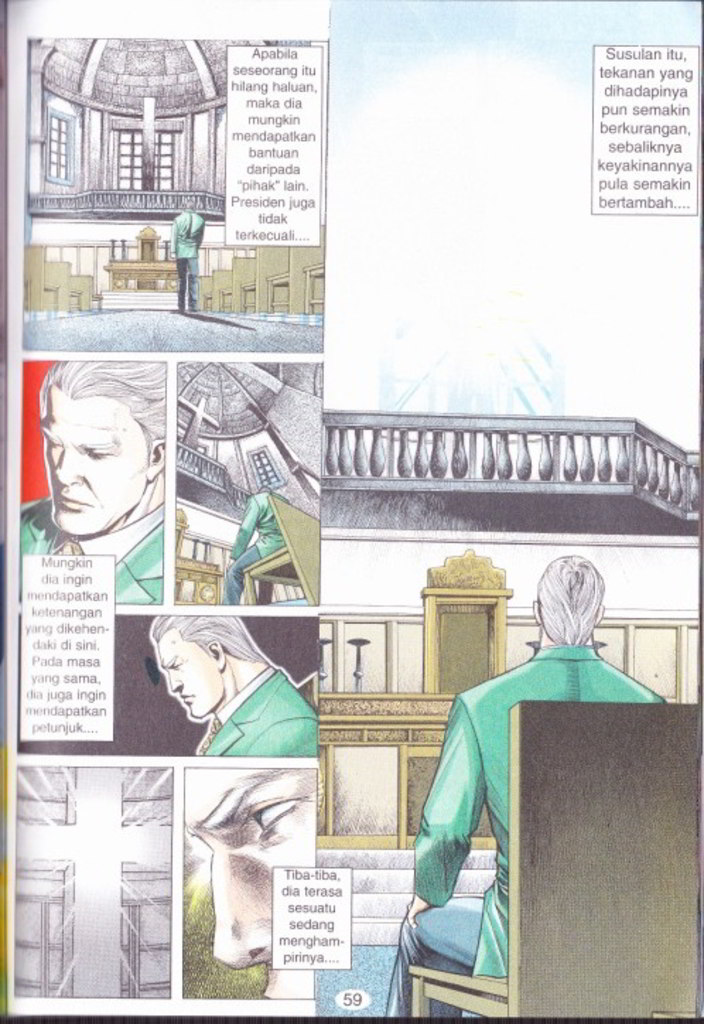 Apabila
seseorang itu
hilang haluan,
maka dia
mungkin
mendapatkan
bantuan
daripada
"pihak" lain.
Presiden juga
tidak
terkecuali....
Mungkin
dia ingin
mendapatkan
ketenangan
yang dikehen-
daki di sini.
Pada masa
yang sama,
dia juga ingin
mendapatkan
petunjuk....
Tiba-tiba,
dia terasa
sesuatu
sedang
mengham-
pirinya....
Susulan itu,
tekanan yang
dihadapinya
pun semakin
berkurangan,
sebaliknya
keyakinannya
pula semakin
bertambah....
59